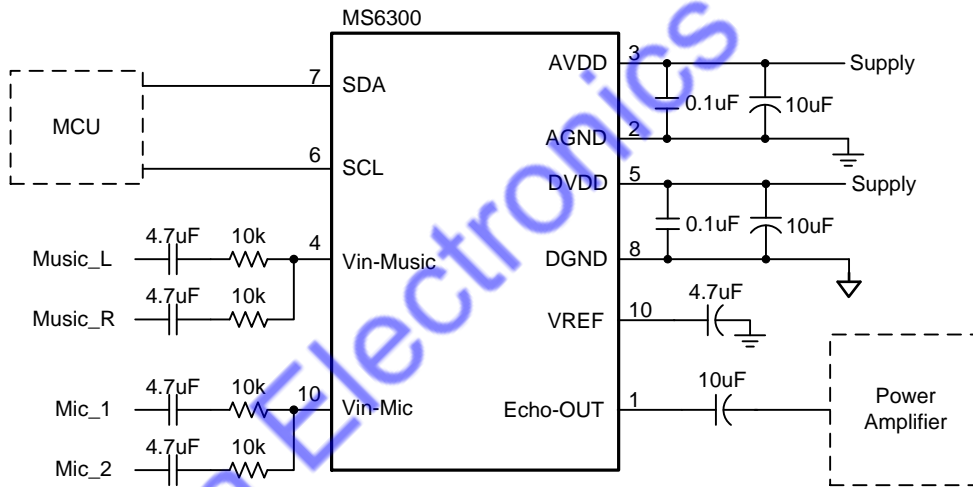 MS6300
MCU
7
SDA
6
SCL
4.7uF 10k
Music_L
4
Vin-Music
4.7uF 10k
Music_R
4.7uF 10k
Mic_1
10
Vin-Mic
4.7uF 10k
Mic_2
AVDD
3
Supply
0.1uF
10uF
AGND
2
DVDD
5
Supply
0.1uF
10uF
DGND
8
VREF
10
4.7uF
Echo-OUT
1
10uF
Power
Amplifier
Electronics